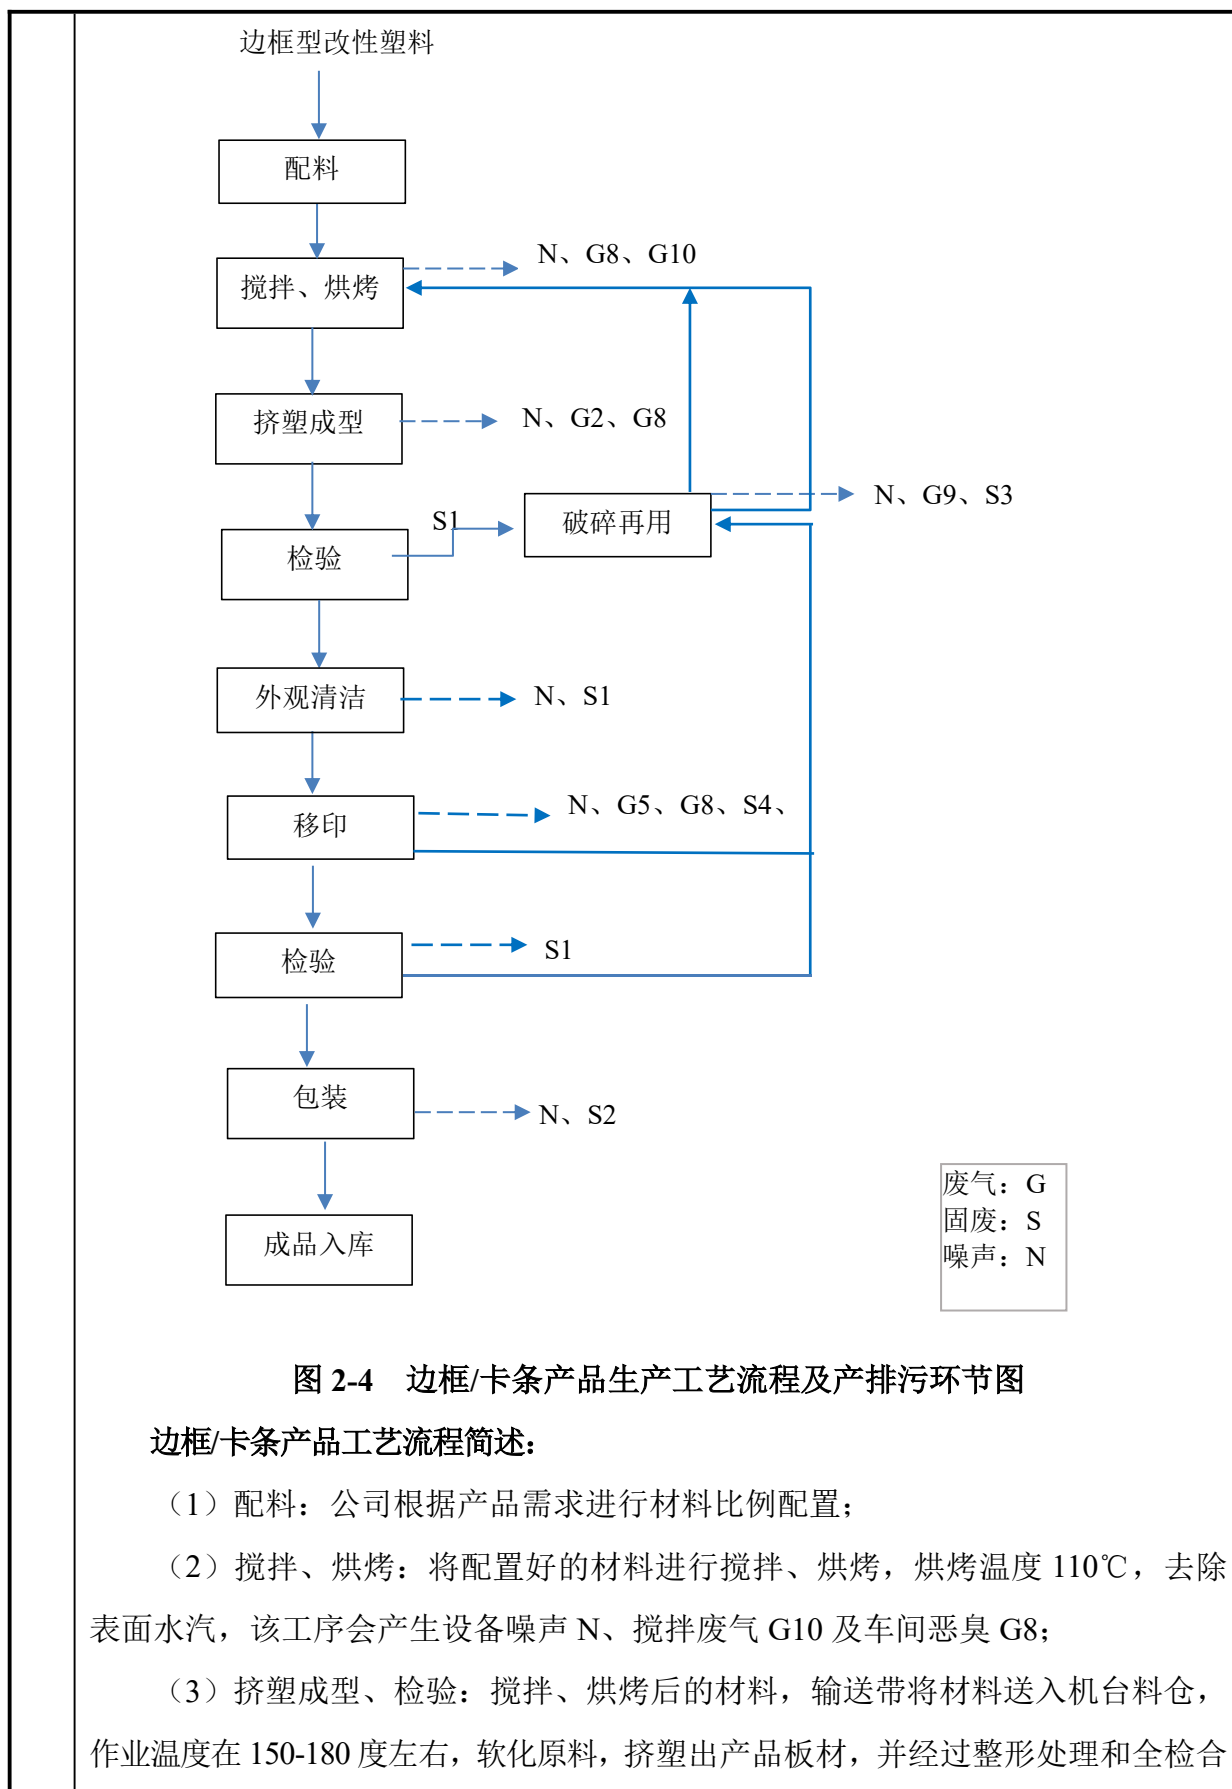 边框型改性塑料
配料
搅拌、烘烤
N、G8、G10
挤塑成型
N、G2、G8
S1
破碎再用
N、G9、S3
检验
外观清洁
N、S1
移印
N、G5、G8、S4、
检验
S1
包装
N、S2
成品入库
废气：G
固废：S
噪声：N
图 2-4 边框/卡条产品生产工艺流程及产排污环节图
边框/卡条产品工艺流程简述：
（1）配料：公司根据产品需求进行材料比例配置；
（2）搅拌、烘烤：将配置好的材料进行搅拌、烘烤，烘烤温度 110℃，去除
表面水汽，该工序会产生设备噪声 N、搅拌废气 G10 及车间恶臭 G8；
（3）挤塑成型、检验：搅拌、烘烤后的材料，输送带将材料送入机台料仓，
作业温度在 150-180 度左右，软化原料，挤塑出产品板材，并经过整形处理和全检合